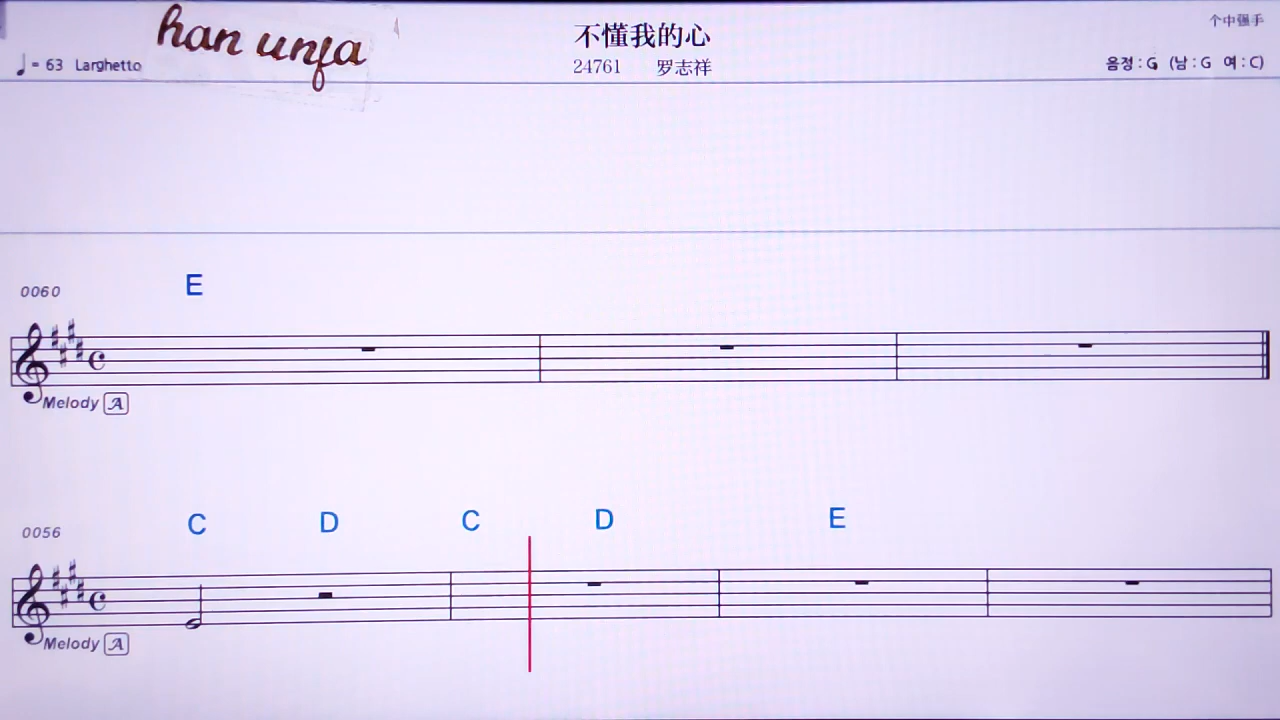 han unfa
不懂我的心
个中强手
♩= 63 Larghetto
24761 罗志祥
음정 : G (남 : G 여 : C)
0060
E
Melody A
0056
C D C D E
Melody A